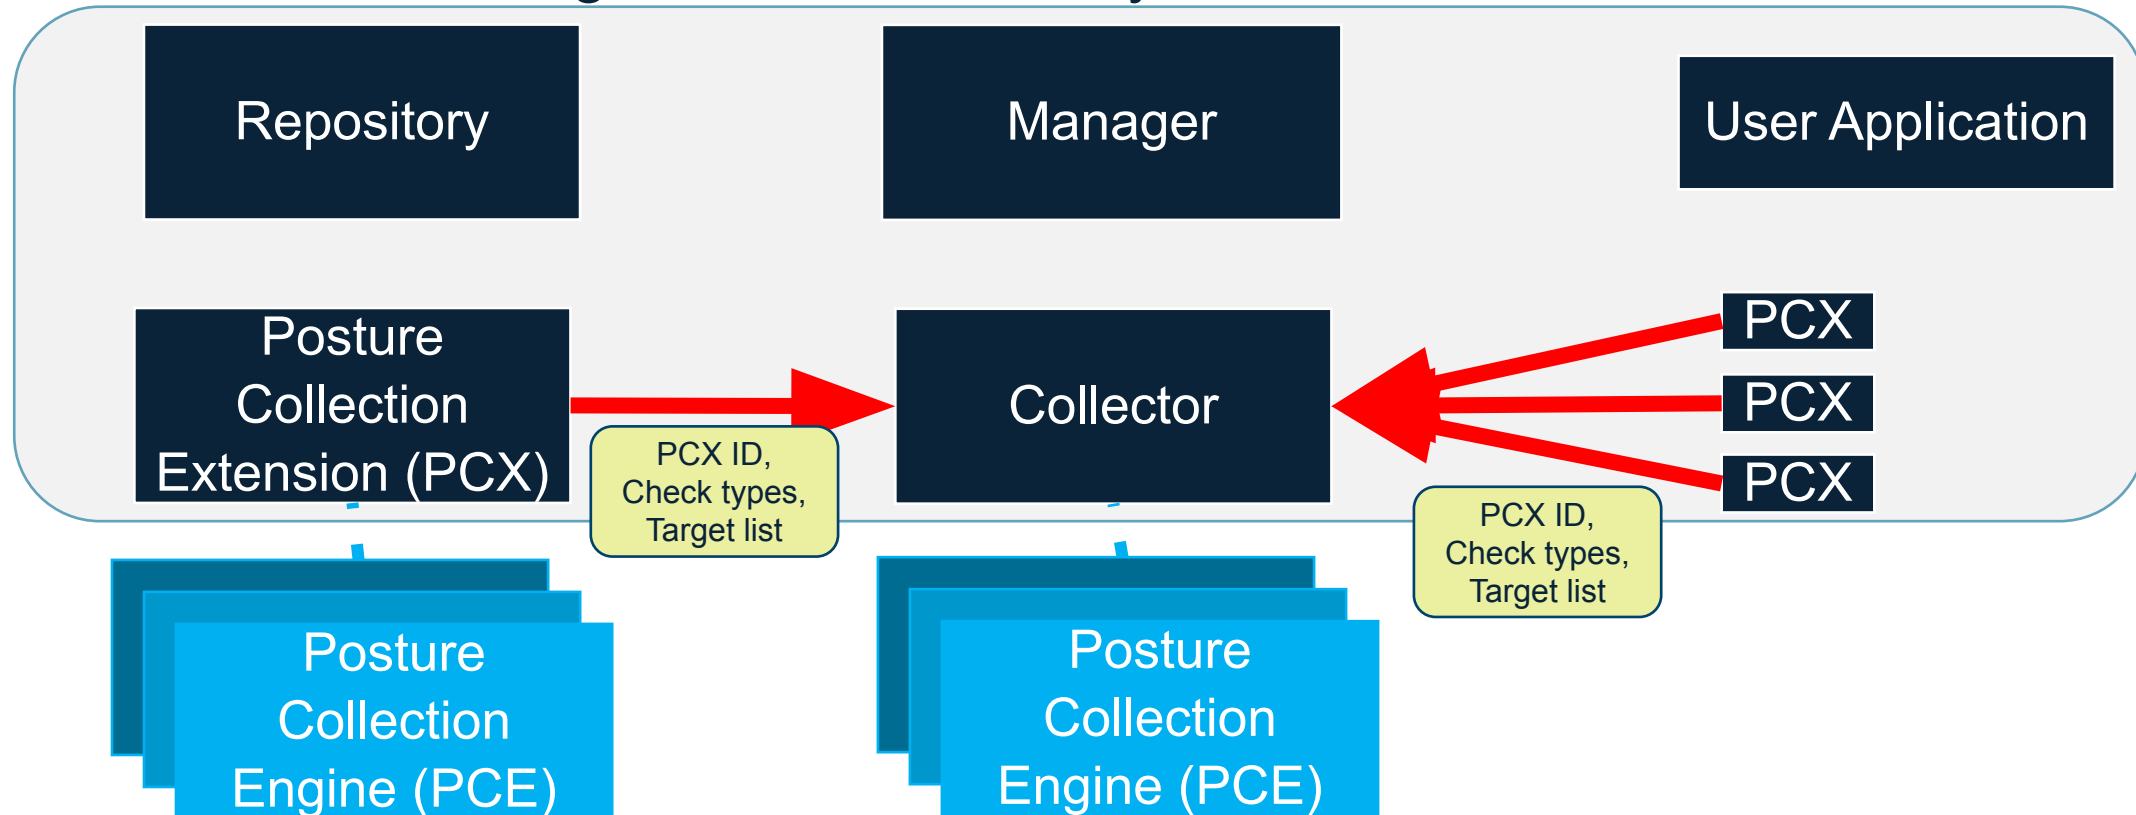 Repository
Manager
User Application
Posture
Collection
Extension (PCX)
Collector
PCX
PCX
PCX
PCX ID,
Check types,
Target list
PCX ID,
Check types,
Target list
Posture
Collection
Engine (PCE)
Posture
Collection
Engine (PCE)